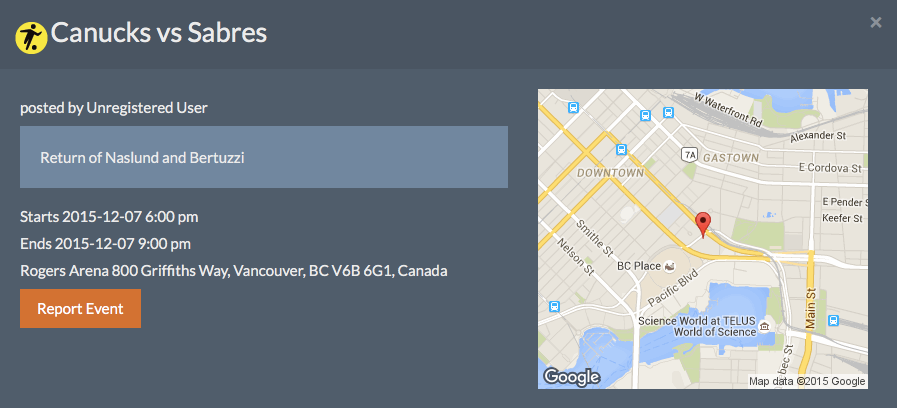 Canucks vs Sabres
×
posted by Unregistered User
Return of Naslund and Bertuzzi
Starts 2015-12-07 6:00 pm
Ends 2015-12-07 9:00 pm
Rogers Arena 800 Griffiths Way, Vancouver, BC V6B 6G1, Canada
Report Event
W Waterfront Rd
Alexander St
7A
GASTOWN
E Cordova St
DOWNTOWN
E Pender S
Keefer St
Smithe St
Nelson St
BC Place
Pacific Blvd
Main St
Science World at TELUS
World of Science
bec St
Google
Map data ©2015 Google